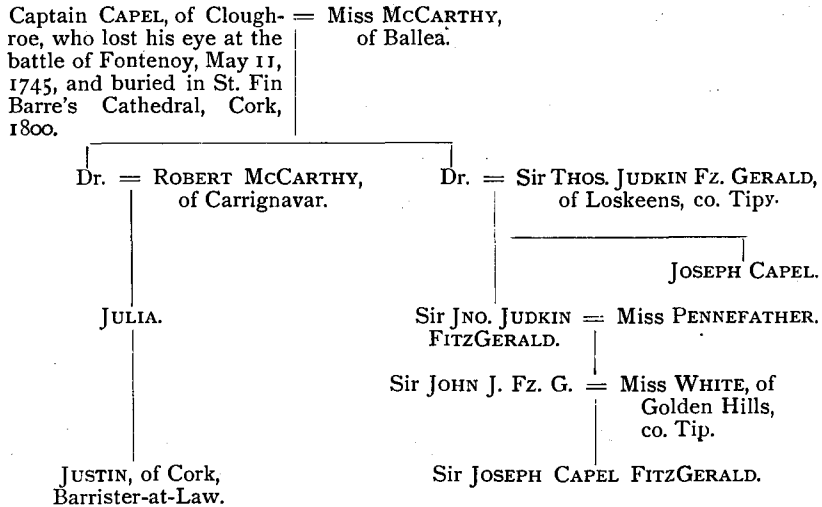 Captain CAPEL, of Clough- = Miss MCCARTHY,
roe, who lost his eye at the
of Ballea.
battle of Fontenoy, May 11,
1745, and buried in St. Fin
Barre's Cathedral, Cork,
1800.
Dr. = ROBERT MCCARTHY,
of Carrignavar.
Dr. = Sir THOS. JUDKIN FZ. GERALD,
of Loskeens, co. Tipy.
JOSEPH CAPEL.
JULIA.
Sir JNO. JUDKIN = Miss PENNEFATHER.
FITZGERALD.
Sir JOHN J. FZ. G. = Miss WHITE, of
Golden Hills,
co. Tip.
JUSTIN, of Cork,
Barrister-at-Law.
Sir JOSEPH CAPEL FITZGERALD.